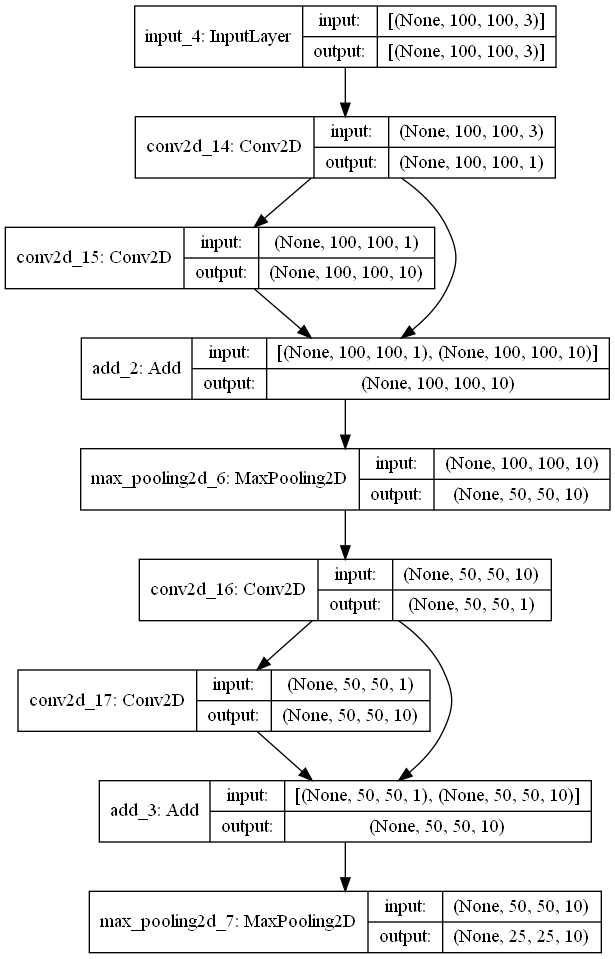 input_4: InputLayer
input:
[(None, 100, 100, 3)]
output:
[(None, 100, 100, 3)]
conv2d_14: Conv2D
input:
(None, 100, 100, 3)
output:
(None, 100, 100, 1)
conv2d_15: Conv2D
input:
(None, 100, 100, 1)
output:
(None, 100, 100, 10)
add_2: Add
input:
[(None, 100, 100, 1), (None, 100, 100, 10)]
output:
(None, 100, 100, 10)
max_pooling2d_6: MaxPooling2D
input:
(None, 100, 100, 10)
output:
(None, 50, 50, 10)
conv2d_16: Conv2D
input:
(None, 50, 50, 10)
output:
(None, 50, 50, 1)
conv2d_17: Conv2D
input:
(None, 50, 50, 1)
output:
(None, 50, 50, 10)
add_3: Add
input:
[(None, 50, 50, 1), (None, 50, 50, 10)]
output:
(None, 50, 50, 10)
max_pooling2d_7: MaxPooling2D
input:
(None, 50, 50, 10)
output:
(None, 25, 25, 10)